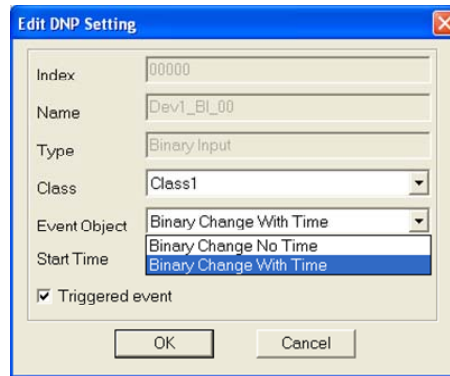 Edit DNP Setting
Index 00000
Name Dev1_BI_00
Type Binary Input
Class Class1
Event Object Binary Change With Time
Binary Change No Time
Start Time Binary Change With Time
Triggered event
OK Cancel